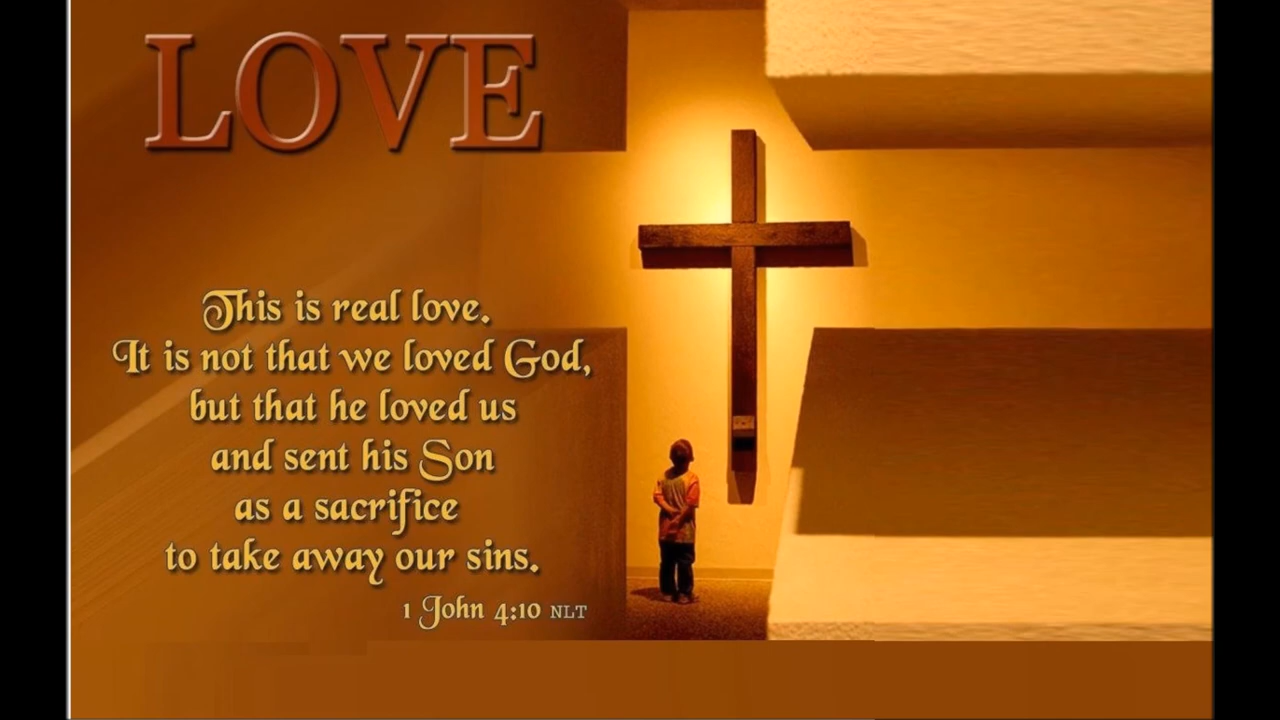 LOVE
This is real love.
It is not that we loved God,
but that he loved us
and sent his Son
as a sacrifice
to take away our sins.
1 John 4:10 NLT